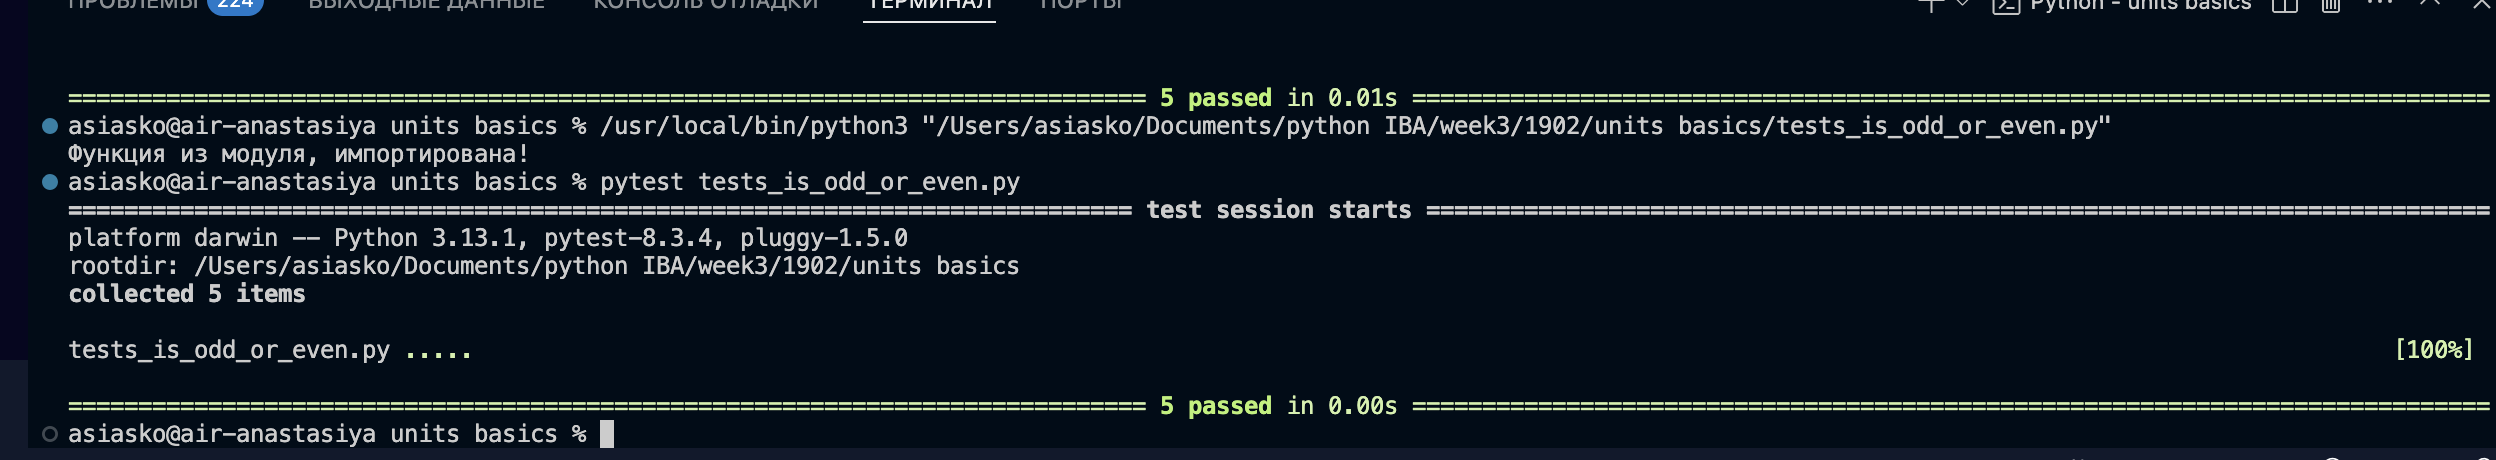 ПРОБЛЕМЫ 224 ВЫХОДНЫЕ ДАННЫЕ КОНСОЛЬ ОТЛАДКИ ТЕРМИНАЛ ПОРТЫ Python - units basics
============================================================================= 5 passed in 0.01s =============================================================================
asiasko@air-anastasiya units basics % /usr/local/bin/python3 "/Users/asiasko/Documents/python IBA/week3/1902/units basics/tests_is_odd_or_even.py"
Функция из модуля, импортирована!
asiasko@air-anastasiya units basics % pytest tests_is_odd_or_even.py
============================================================================ test session starts ============================================================================
platform darwin -- Python 3.13.1, pytest-8.3.4, pluggy-1.5.0
rootdir: /Users/asiasko/Documents/python IBA/week3/1902/units basics
collected 5 items
tests_is_odd_or_even.py ..... [100%]
============================================================================= 5 passed in 0.00s =============================================================================
asiasko@air-anastasiya units basics %